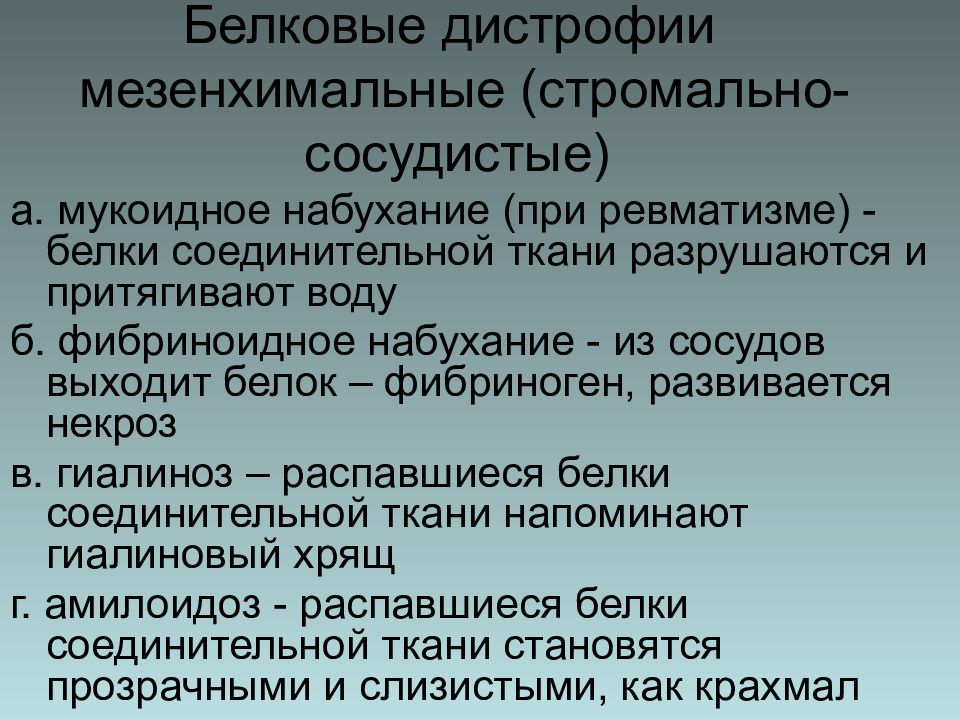 Белковые дистрофии
мезенхимальные (стромально-
сосудистые)
а. мукоидное набухание (при ревматизме) -
белки соединительной ткани разрушаются и
притягивают воду
б. фибриноидное набухание - из сосудов
выходит белок – фибриноген, развивается
некроз
в. гиалиноз – распавшиеся белки
соединительной ткани напоминают
гиалиновый хрящ
г. амилоидоз - распавшиеся белки
соединительной ткани становятся
прозрачными и слизистыми, как крахмал